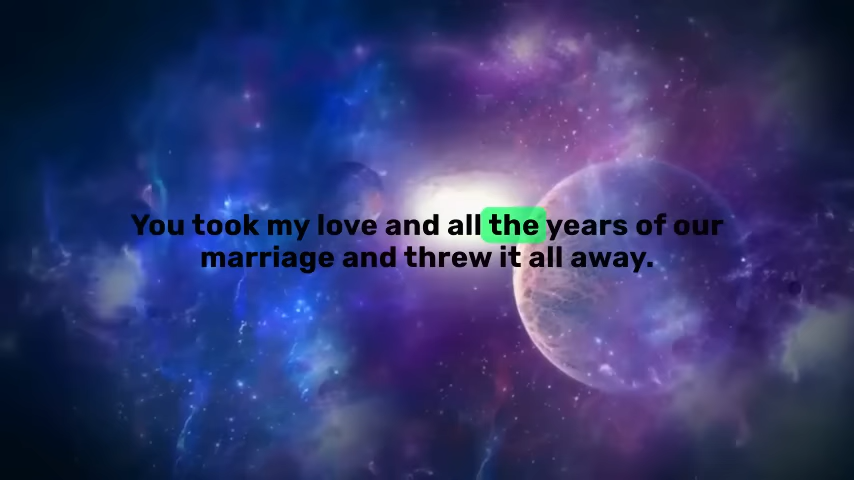 You took my love and all the years of our
marriage and threw it all away.